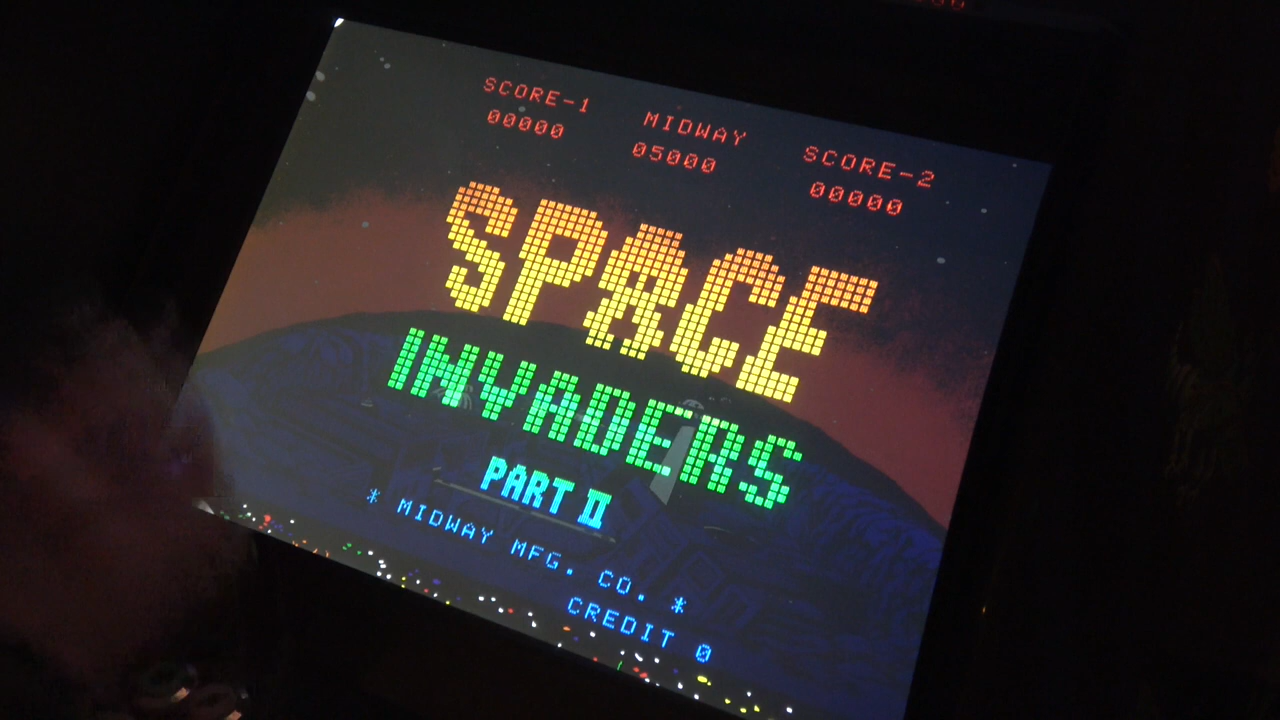 SCORE-1 MIDWAY SCORE-2
00000 05000 00000
SPACE
INVADERS
PART II
* MIDWAY MFG. CO. *
CREDIT 0